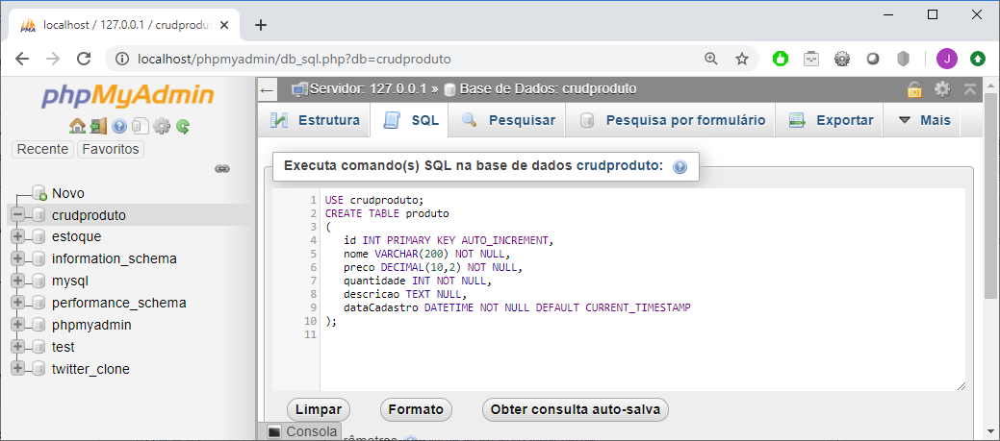 localhost / 127.0.0.1 / crudprodut
localhost/phpmyadmin/db_sql.php?db=crudproduto
J
phpMyAdmin
Recente Favoritos
Novo
crudproduto
estoque
information_schema
mysql
performance_schema
phpmyadmin
test
twitter_clone
Servidor: 127.0.0.1 » Base de Dados: crudproduto
Estrutura SQL Pesquisar Pesquisa por formulário Exportar Mais
Executa comando(s) SQL na base de dados crudproduto:
1 USE crudproduto;
2 CREATE TABLE produto
3 (
4 id INT PRIMARY KEY AUTO_INCREMENT,
5 nome VARCHAR(200) NOT NULL,
6 preco DECIMAL(10,2) NOT NULL,
7 quantidade INT NOT NULL,
8 descricao TEXT NULL,
9 dataCadastro DATETIME NOT NULL DEFAULT CURRENT_TIMESTAMP
10 );
11
Limpar Formato Obter consulta auto-salva
Consola